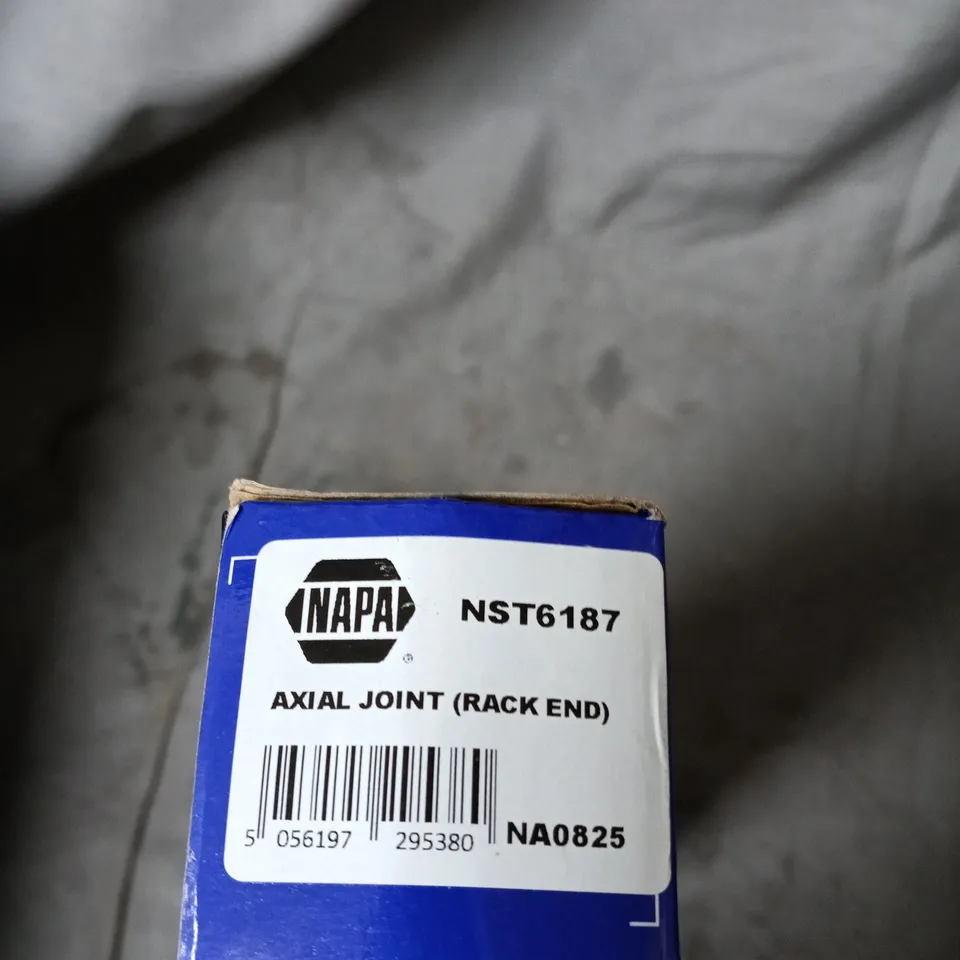 NAPA
®
NST6187
AXIAL JOINT (RACK END)
5 056197 295380
NA0825